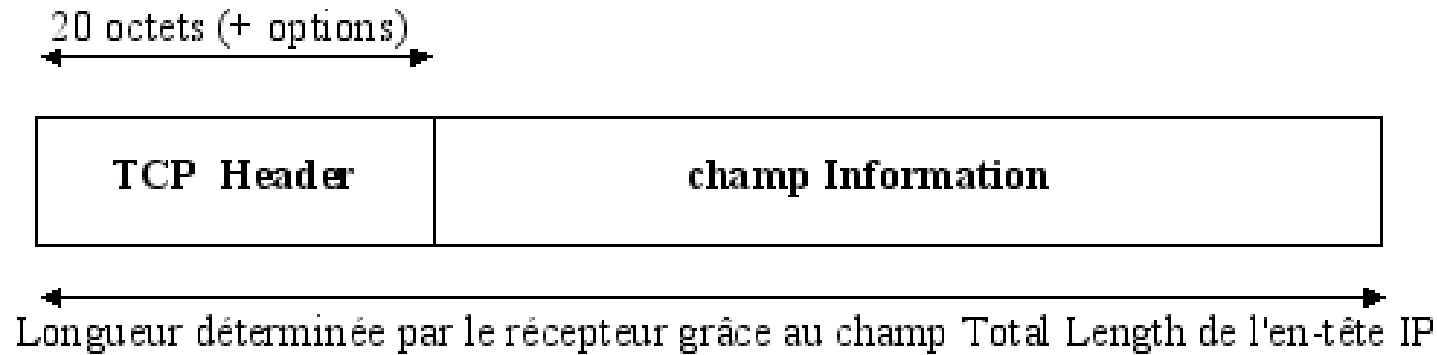 20 octets (+ options)
TCP Header
champ Information
Longueur déterminée par le récepteur grâce au champ Total Length de l'en-tête IP